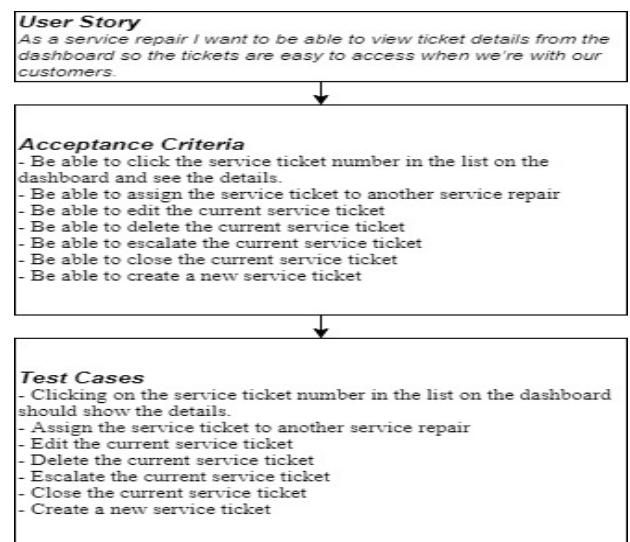 User Story
As a service repair I want to be able to view ticket details from the
dashboard so the tickets are easy to access when we're with our
customers.
Acceptance Criteria
- Be able to click the service ticket number in the list on the
dashboard and see the details.
- Be able to assign the service ticket to another service repair
- Be able to edit the current service ticket
- Be able to delete the current service ticket
- Be able to escalate the current service ticket
- Be able to close the current service ticket
- Be able to create a new service ticket
Test Cases
- Clicking on the service ticket number in the list on the dashboard
should show the details.
- Assign the service ticket to another service repair
- Edit the current service ticket
- Delete the current service ticket
- Escalate the current service ticket
- Close the current service ticket
- Create a new service ticket